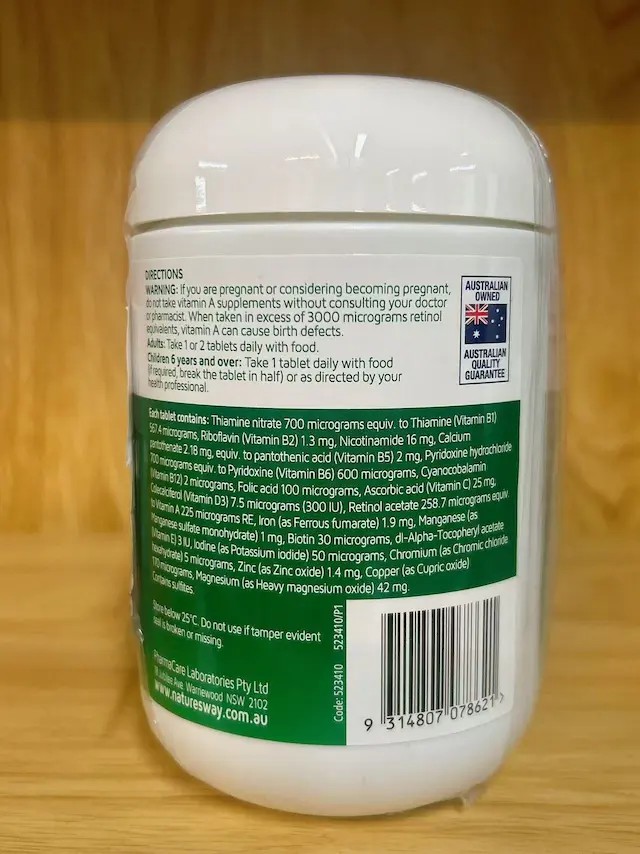 DIRECTIONS
WARNING: If you are pregnant or considering becoming pregnant,
do not take vitamin A supplements without consulting your doctor
or pharmacist. When taken in excess of 3000 micrograms retinol
equivalents, vitamin A can cause birth defects.
Adults: Take 1 or 2 tablets daily with food.
Children 6 years and over: Take 1 tablet daily with food
(if required, break the tablet in half) or as directed by your
health professional.
AUSTRALIAN
OWNED
AUSTRALIAN
QUALITY
GUARANTEE
Each tablet contains: Thiamine nitrate 700 micrograms equiv. to Thiamine (Vitamin B1)
567.4 micrograms, Riboflavin (Vitamin B2) 1.3 mg, Nicotinamide 16 mg, Calcium
pantothenate 2.18 mg, equiv. to pantothenic acid (Vitamin B5) 2 mg, Pyridoxine hydrochloride
700 micrograms equiv. to Pyridoxine (Vitamin B6) 600 micrograms, Cyanocobalamin
(Vitamin B12) 2 micrograms, Folic acid 100 micrograms, Ascorbic acid (Vitamin C) 25 mg,
Colecalciferol (Vitamin D3) 7.5 micrograms (300 IU), Retinol acetate 258.7 micrograms equiv.
to Vitamin A 225 micrograms RE, Iron (as Ferrous fumarate) 1.9 mg, Manganese (as
Manganese sulfate monohydrate) 1 mg, Biotin 30 micrograms, dl-Alpha-Tocopheryl acetate
(Vitamin E) 3 IU, Iodine (as Potassium iodide) 50 micrograms, Chromium (as Chromic chloride
hexahydrate) 5 micrograms, Zinc (as Zinc oxide) 1.4 mg, Copper (as Cupric oxide)
170 micrograms, Magnesium (as Heavy magnesium oxide) 42 mg.
Contains sulfites.
Store below 25°C. Do not use if tamper evident
seal is broken or missing.
PharmaCare Laboratories Pty Ltd
18 Jubilee Ave. Warriewood NSW 2102
www.naturesway.com.au
Code: 523410 523410/P1
9 314807 078621 >